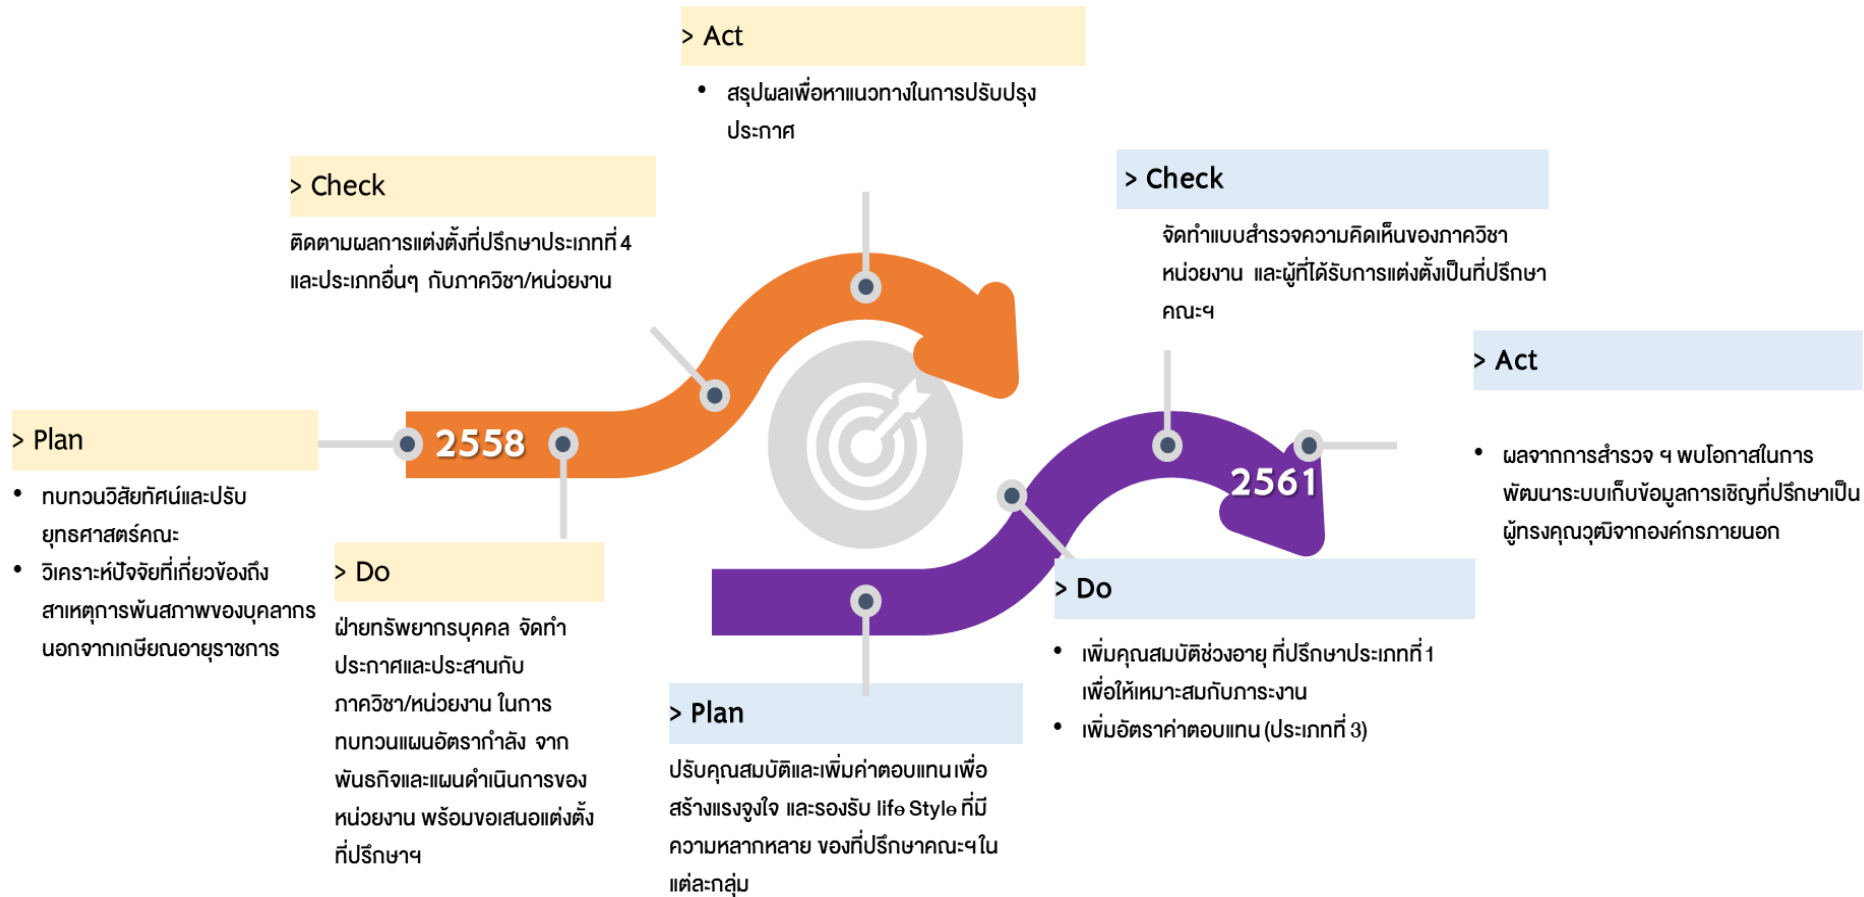 > Plan
• ทบทวนวิสัยทัศน์และปรับ
ยุทธศาสตร์คณะ
• วิเคราะห์ปัจจัยที่เกี่ยวข้องถึง
สาเหตุการพ้นสภาพของบุคลากร
นอกจากเกษียณอายุราชการ
2558
> Do
ฝ่ายทรัพยากรบุคคล จัดทำ
ประกาศและประสานกับ
ภาควิชา/หน่วยงาน ในการ
ทบทวนแผนอัตรากำลัง จาก
พันธกิจและแผนดำเนินการของ
หน่วยงาน พร้อมขอเสนอแต่งตั้ง
ที่ปรึกษาฯ
> Check
ติดตามผลการแต่งตั้งที่ปรึกษาประเภทที่ 4
และประเภทอื่นๆ กับภาควิชา/หน่วยงาน
> Act
• สรุปผลเพื่อหาแนวทางในการปรับปรุง
ประกาศ
> Plan
ปรับคุณสมบัติและเพิ่มค่าตอบแทน เพื่อ
สร้างแรงจูงใจ และรองรับ life Style ที่มี
ความหลากหลาย ของที่ปรึกษาคณะฯ ใน
แต่ละกลุ่ม
> Do
• เพิ่มคุณสมบัติช่วงอายุ ที่ปรึกษาประเภทที่ 1
เพื่อให้เหมาะสมกับภาระงาน
• เพิ่มอัตราค่าตอบแทน (ประเภทที่ 3)
> Check
จัดทำแบบสำรวจความคิดเห็นของภาควิชา
หน่วยงาน และผู้ที่ได้รับการแต่งตั้งเป็นที่ปรึกษา
คณะฯ
2561
> Act
• ผลจากการสำรวจ ฯ พบโอกาสในการ
พัฒนาระบบเก็บข้อมูลการเชิญที่ปรึกษาเป็น
ผู้ทรงคุณวุฒิจากองค์กรภายนอก